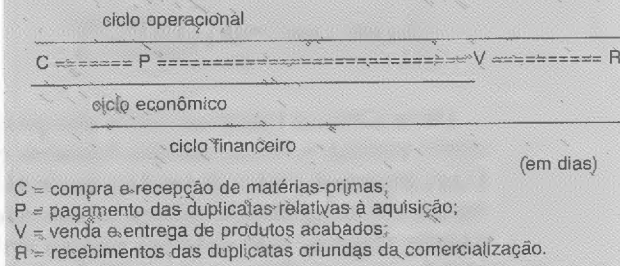 ciclo operacional
C ======= P ============================ V ========== R
ciclo econômico
ciclo financeiro
(em dias)
C = compra e recepção de matérias-primas;
P = pagamento das duplicatas relativas à aquisição;
V = venda e entrega de produtos acabados;
R = recebimentos das duplicatas oriundas da comercialização.